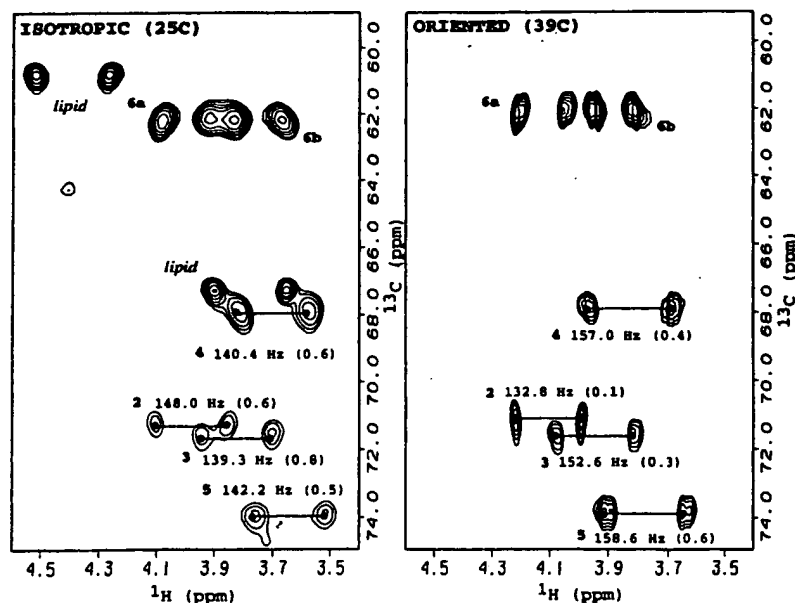 ISOTROPIC (25C)
lipid
6a
6b
lipid
4 140.4 Hz (0.6)
2 148.0 Hz (0.6)
3 139.3 Hz (0.8)
5 142.2 Hz (0.5)
60.0
62.0
64.0
66.0
68.0
70.0
72.0
74.0
13C (ppm)
4.5 4.1 3.9 3.7 3.5
1H (ppm)
ORIENTED (39C)
6a
6b
4 157.0 Hz (0.4)
2 132.8 Hz (0.1)
3 152.6 Hz (0.3)
5 158.6 Hz (0.6)
60.0
62.0
64.0
66.0
68.0
70.0
72.0
74.0
13C (ppm)
4.5 4.1 3.9 3.7 3.5
1H (ppm)